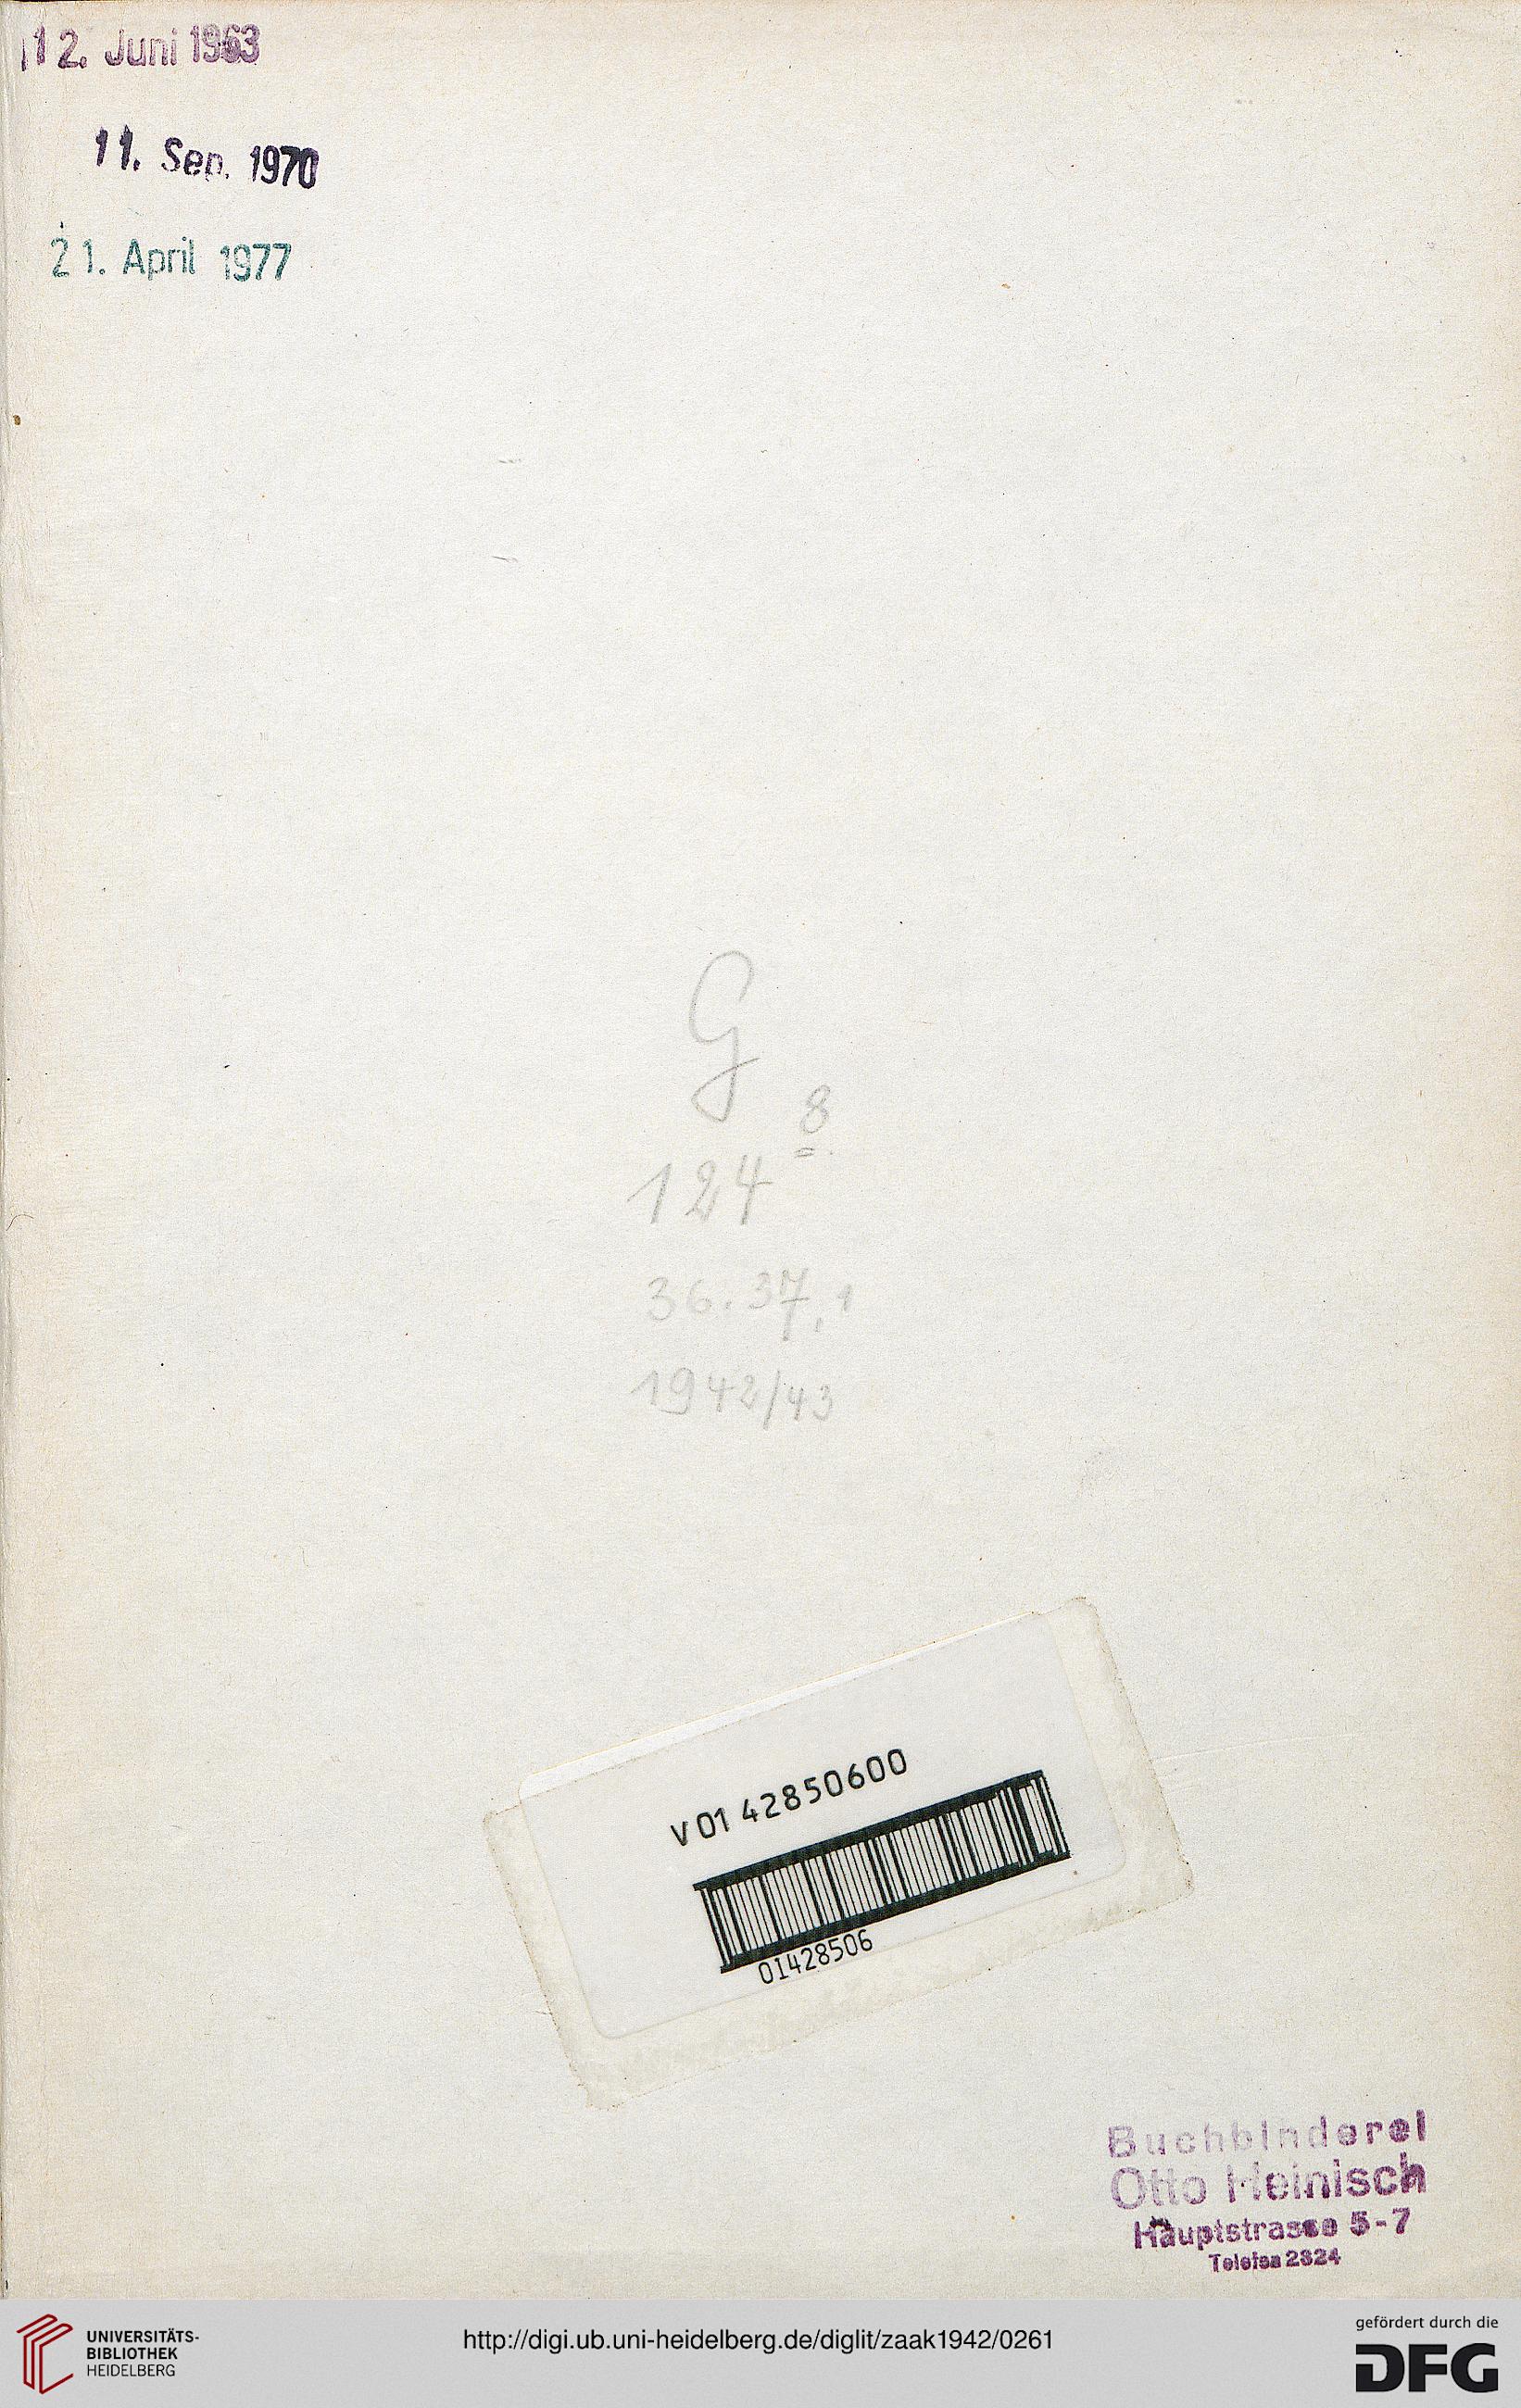 12. Juni 1963
11. Sep. 1970
21. April 1977
G
8
124
36.37,1
1942/43
V01 42850600
01428506
Buchbinderei
Otto Heinisch
Hauptstrasse 5-7
Telefon 2824
UNIVERSITÄTS-
BIBLIOTHEK
HEIDELBERG
http://digi.ub.uni-heidelberg.de/diglit/zaak1942/0261
gefördert durch die
DFG